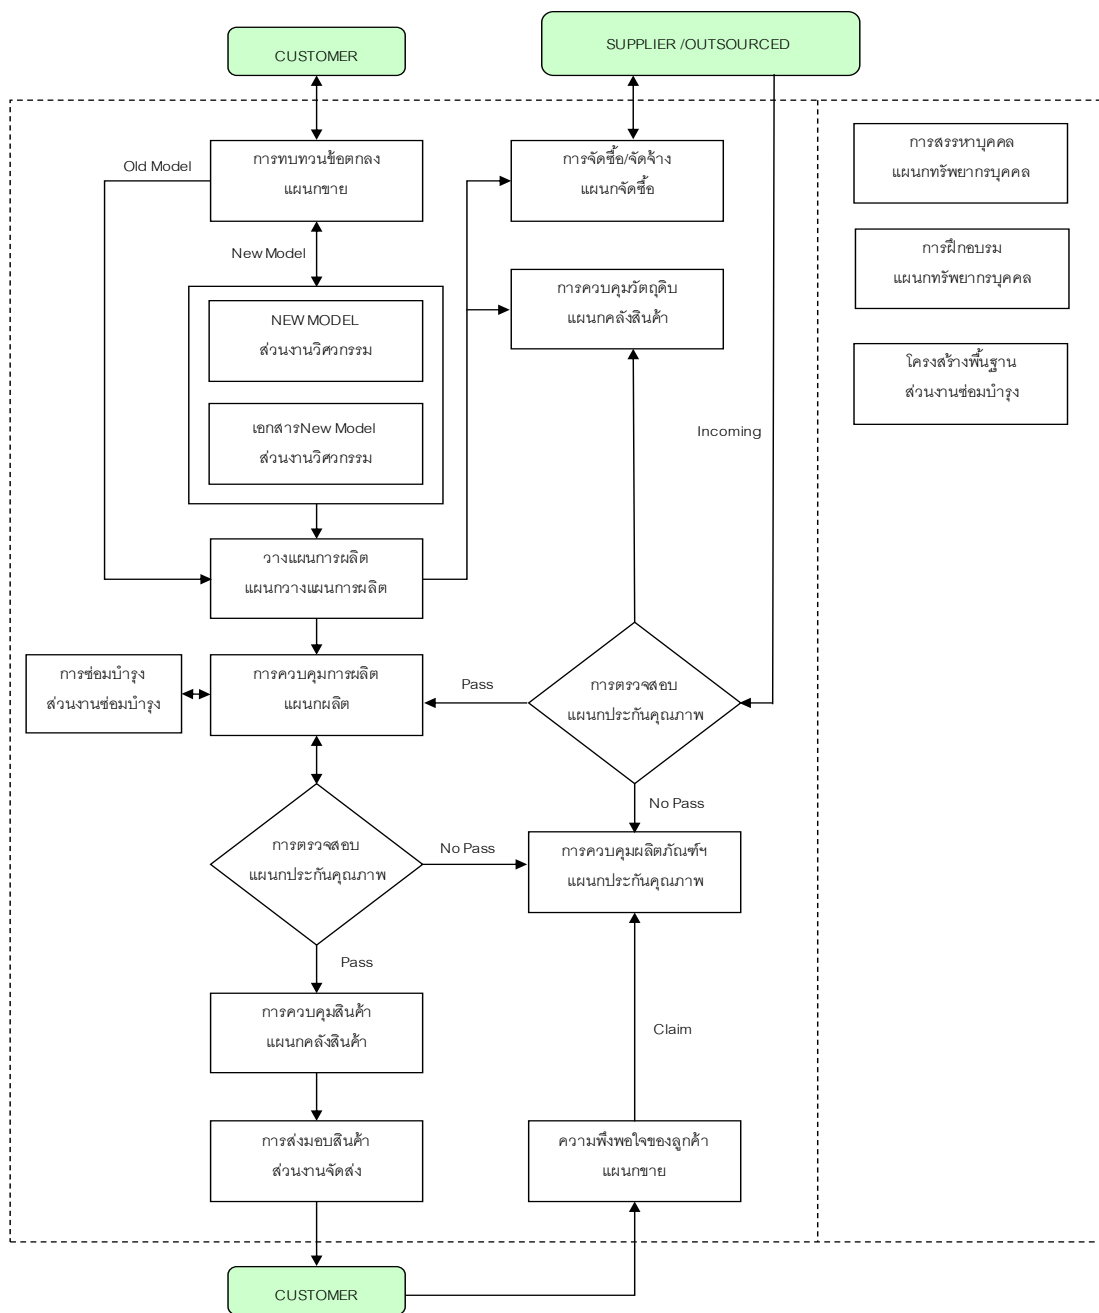 CUSTOMER
SUPPLIER /OUTSOURCED
Old Model
การทบทวนข้อตกลง
แผนกขาย
การจัดซื้อ/จัดจ้าง
แผนกจัดซื้อ
การสรรหาบุคคล
แผนกทรัพยากรบุคคล
New Model
การควบคุมวัตถุดิบ
แผนกคลังสินค้า
การฝึกอบรม
แผนกทรัพยากรบุคคล
NEW MODEL
ส่วนงานวิศวกรรม
เอกสารNew Model
ส่วนงานวิศวกรรม
โครงสร้างพื้นฐาน
ส่วนงานซ่อมบำรุง
Incoming
วางแผนการผลิต
แผนกวางแผนการผลิต
การซ่อมบำรุง
ส่วนงานซ่อมบำรุง
การควบคุมการผลิต
แผนกผลิต
Pass
การตรวจสอบ
แผนกประกันคุณภาพ
No Pass
การตรวจสอบ
แผนกประกันคุณภาพ
No Pass
การควบคุมผลิตภัณฑ์ฯ
แผนกประกันคุณภาพ
Pass
การควบคุมสินค้า
แผนกคลังสินค้า
Claim
การส่งมอบสินค้า
ส่วนงานจัดส่ง
ความพึงพอใจของลูกค้า
แผนกขาย
CUSTOMER